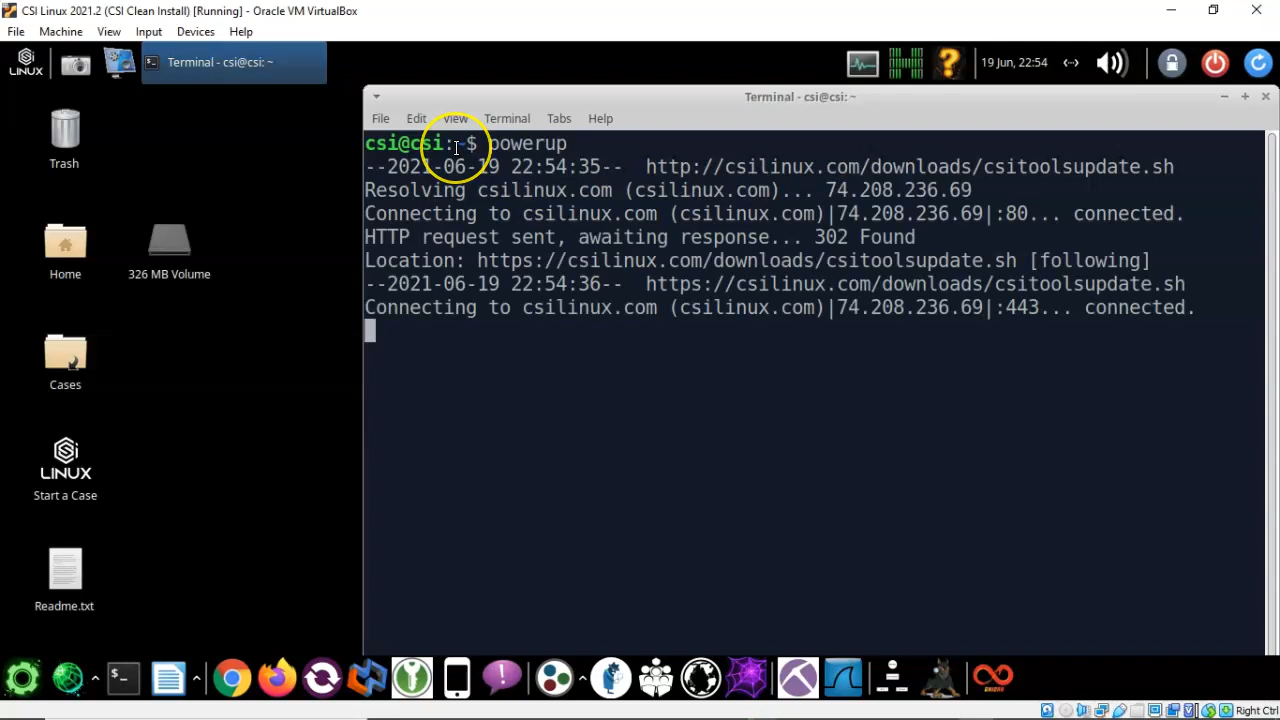 CSI Linux 2021.2 (CSI Clean Install) [Running] - Oracle VM VirtualBox
File Machine View Input Devices Help
LINUX
Terminal - csi@csi: ~
19 Jun, 22:54
Terminal - csi@csi: ~
File Edit View Terminal Tabs Help
csi@csi:~$ powerup
--2021-06-19 22:54:35--  http://csilinux.com/downloads/csitoolsupdate.sh
Resolving csilinux.com (csilinux.com)... 74.208.236.69
Connecting to csilinux.com (csilinux.com)|74.208.236.69|:80... connected.
HTTP request sent, awaiting response... 302 Found
Location: https://csilinux.com/downloads/csitoolsupdate.sh [following]
--2021-06-19 22:54:36--  https://csilinux.com/downloads/csitoolsupdate.sh
Connecting to csilinux.com (csilinux.com)|74.208.236.69|:443... connected.
Trash
Home
326 MB Volume
Cases
LINUX
Start a Case
Readme.txt
Right Ctrl